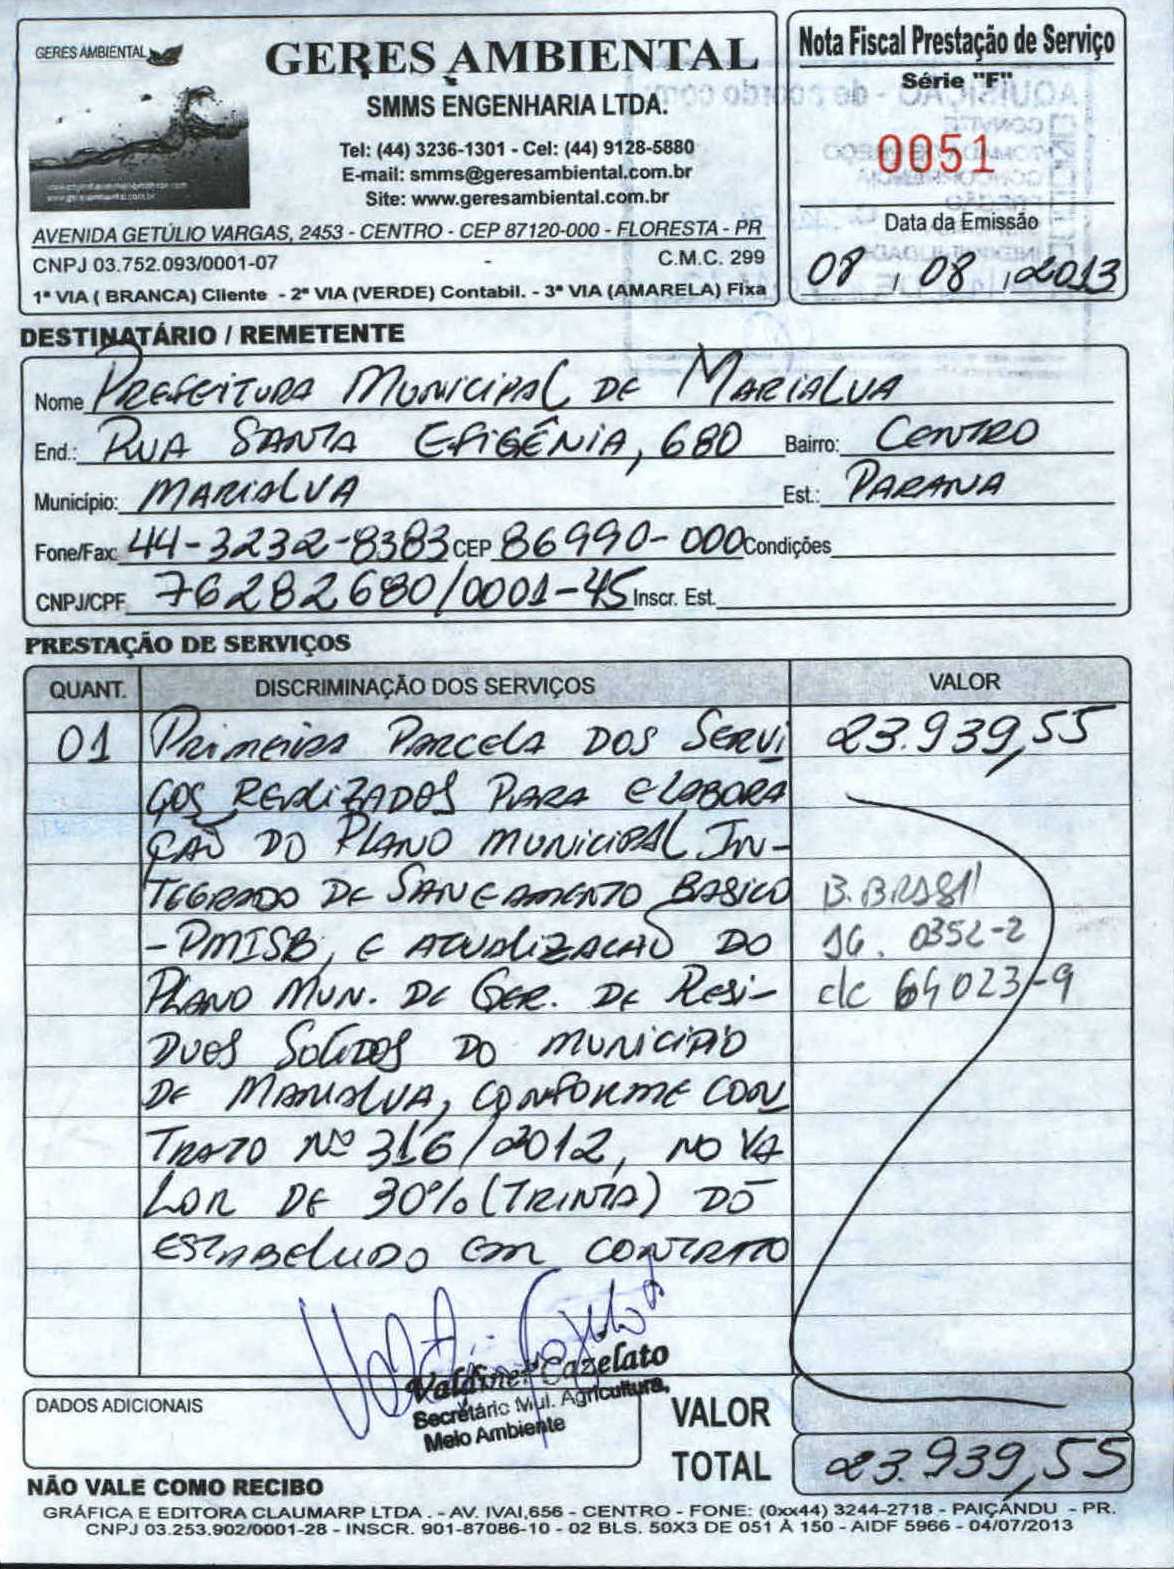 GERES AMBIENTAL
GERES AMBIENTAL
SMMS ENGENHARIA LTDA.
Tel: (44) 3236-1301 - Cel: (44) 9128-5880
E-mail: smms@geresambiental.com.br
Site: www.geresambiental.com.br
AVENIDA GETÚLIO VARGAS, 2453 - CENTRO - CEP 87120-000 - FLORESTA - PR
CNPJ 03.752.093/0001-07 - C.M.C. 299
1ª VIA ( BRANCA) Cliente - 2ª VIA (VERDE) Contabil. - 3ª VIA (AMARELA) Fixa
Nota Fiscal Prestação de Serviço
Série "F"
0051
Data da Emissão
08 / 08 / 2013
DESTINATÁRIO / REMETENTE
Nome PREFEITURA MUNICIPAL DE MARIALVA
End.: RUA SANTA EFIGÊNIA, 680 Bairro: CENTRO
Município: MARIALVA Est.: PARANA
Fone/Fax: 44-3232-8383 CEP 86990-000 Condições
CNPJ/CPF 76282680/0001-45 Inscr. Est.
PRESTAÇÃO DE SERVIÇOS
QUANT. DISCRIMINAÇÃO DOS SERVIÇOS VALOR
01 PRIMEIRA PARCELA DOS SERVI 23.939,55
ÇOS REALIZADOS PARA ELABORA
ÇÃO DO PLANO MUNICIPAL IN-
TEGRADO DE SANEAMENTO BASICO B.BRASIL
-PMISB, E ATUALIZACAO DO AG. 0352-2
PLANO MUN. DE GER. DE RESI- c/c 64023-9
DUOS SOLIDOS DO MUNICIPIO
DE MARIALVA, CONFORME CON
TRATO Nº 316/2012, NO VA
LOR DE 30% (TRINTA) DO
ESTABELCIDO EM CONTRATO
Valdinei Cazelato
Secretário Mul. Agricultura,
Meio Ambiente
DADOS ADICIONAIS
VALOR
TOTAL 23.939,55
NÃO VALE COMO RECIBO
GRÁFICA E EDITORA CLAUMARP LTDA . - AV. IVAI,656 - CENTRO - FONE: (0xx44) 3244-2718 - PAIÇANDU - PR.
CNPJ 03.253.902/0001-28 - INSCR. 901-87086-10 - 02 BLS. 50X3 DE 051 À 150 - AIDF 5966 - 04/07/2013